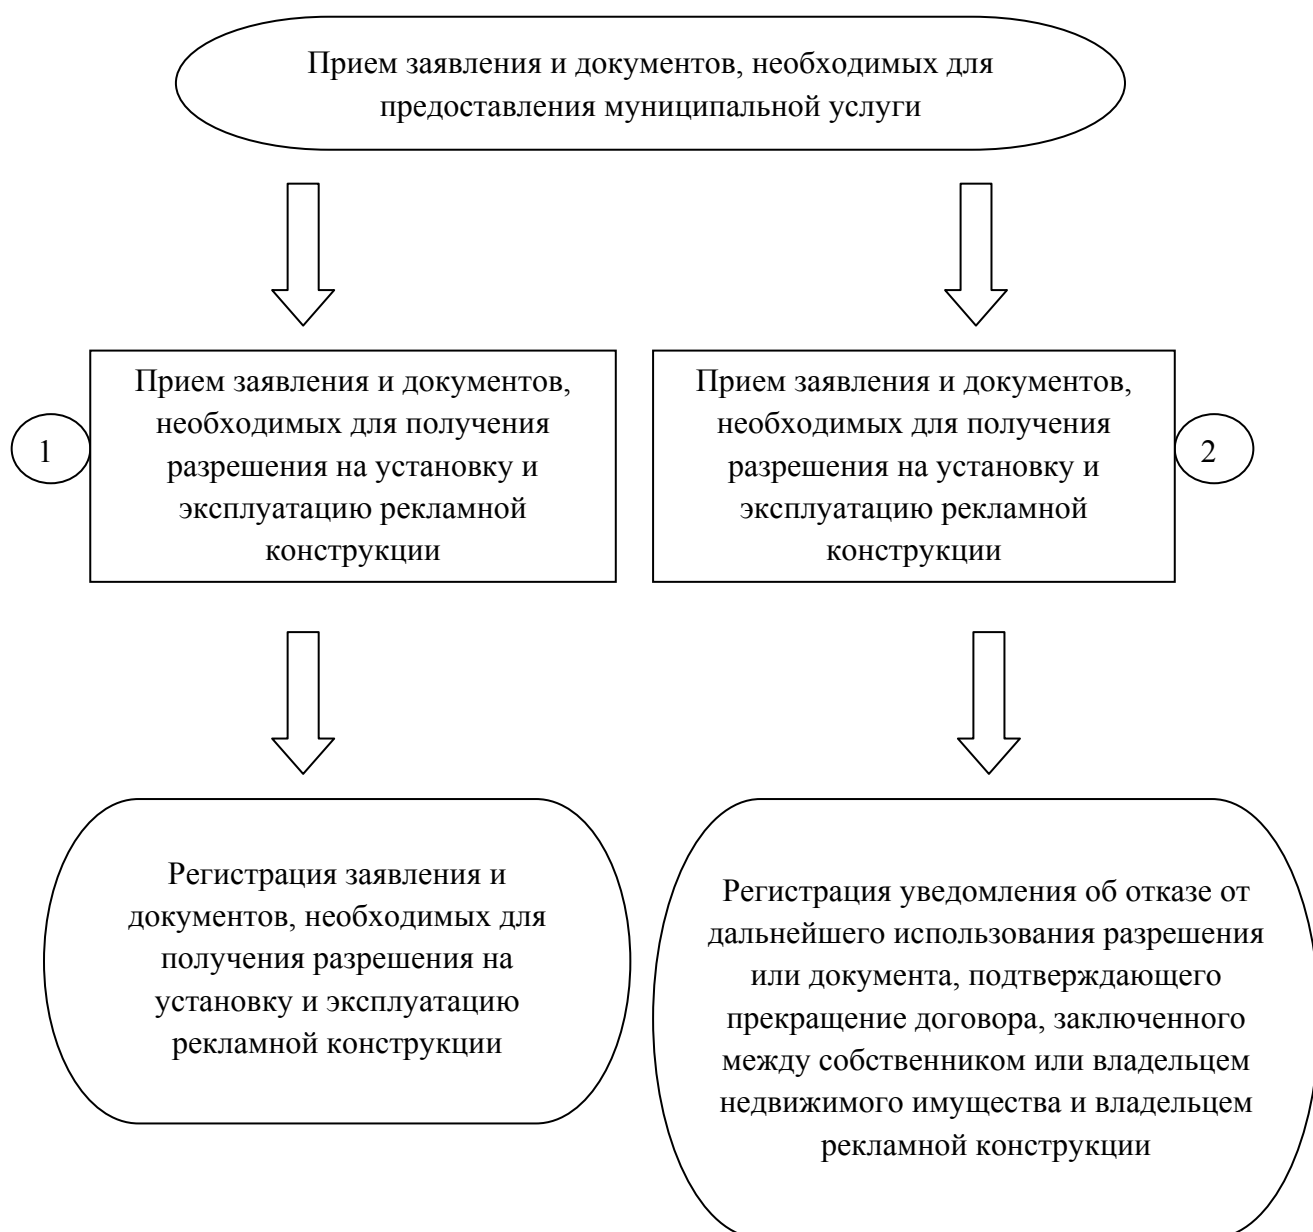 Прием заявления и документов, необходимых для
предоставления муниципальной услуги
1
Прием заявления и документов,
необходимых для получения
разрешения на установку и
эксплуатацию рекламной
конструкции
Прием заявления и документов,
необходимых для получения
разрешения на установку и
эксплуатацию рекламной
конструкции
2
Регистрация заявления и
документов, необходимых для
получения разрешения на
установку и эксплуатацию
рекламной конструкции
Регистрация уведомления об отказе от
дальнейшего использования разрешения
или документа, подтверждающего
прекращение договора, заключенного
между собственником или владельцем
недвижимого имущества и владельцем
рекламной конструкции